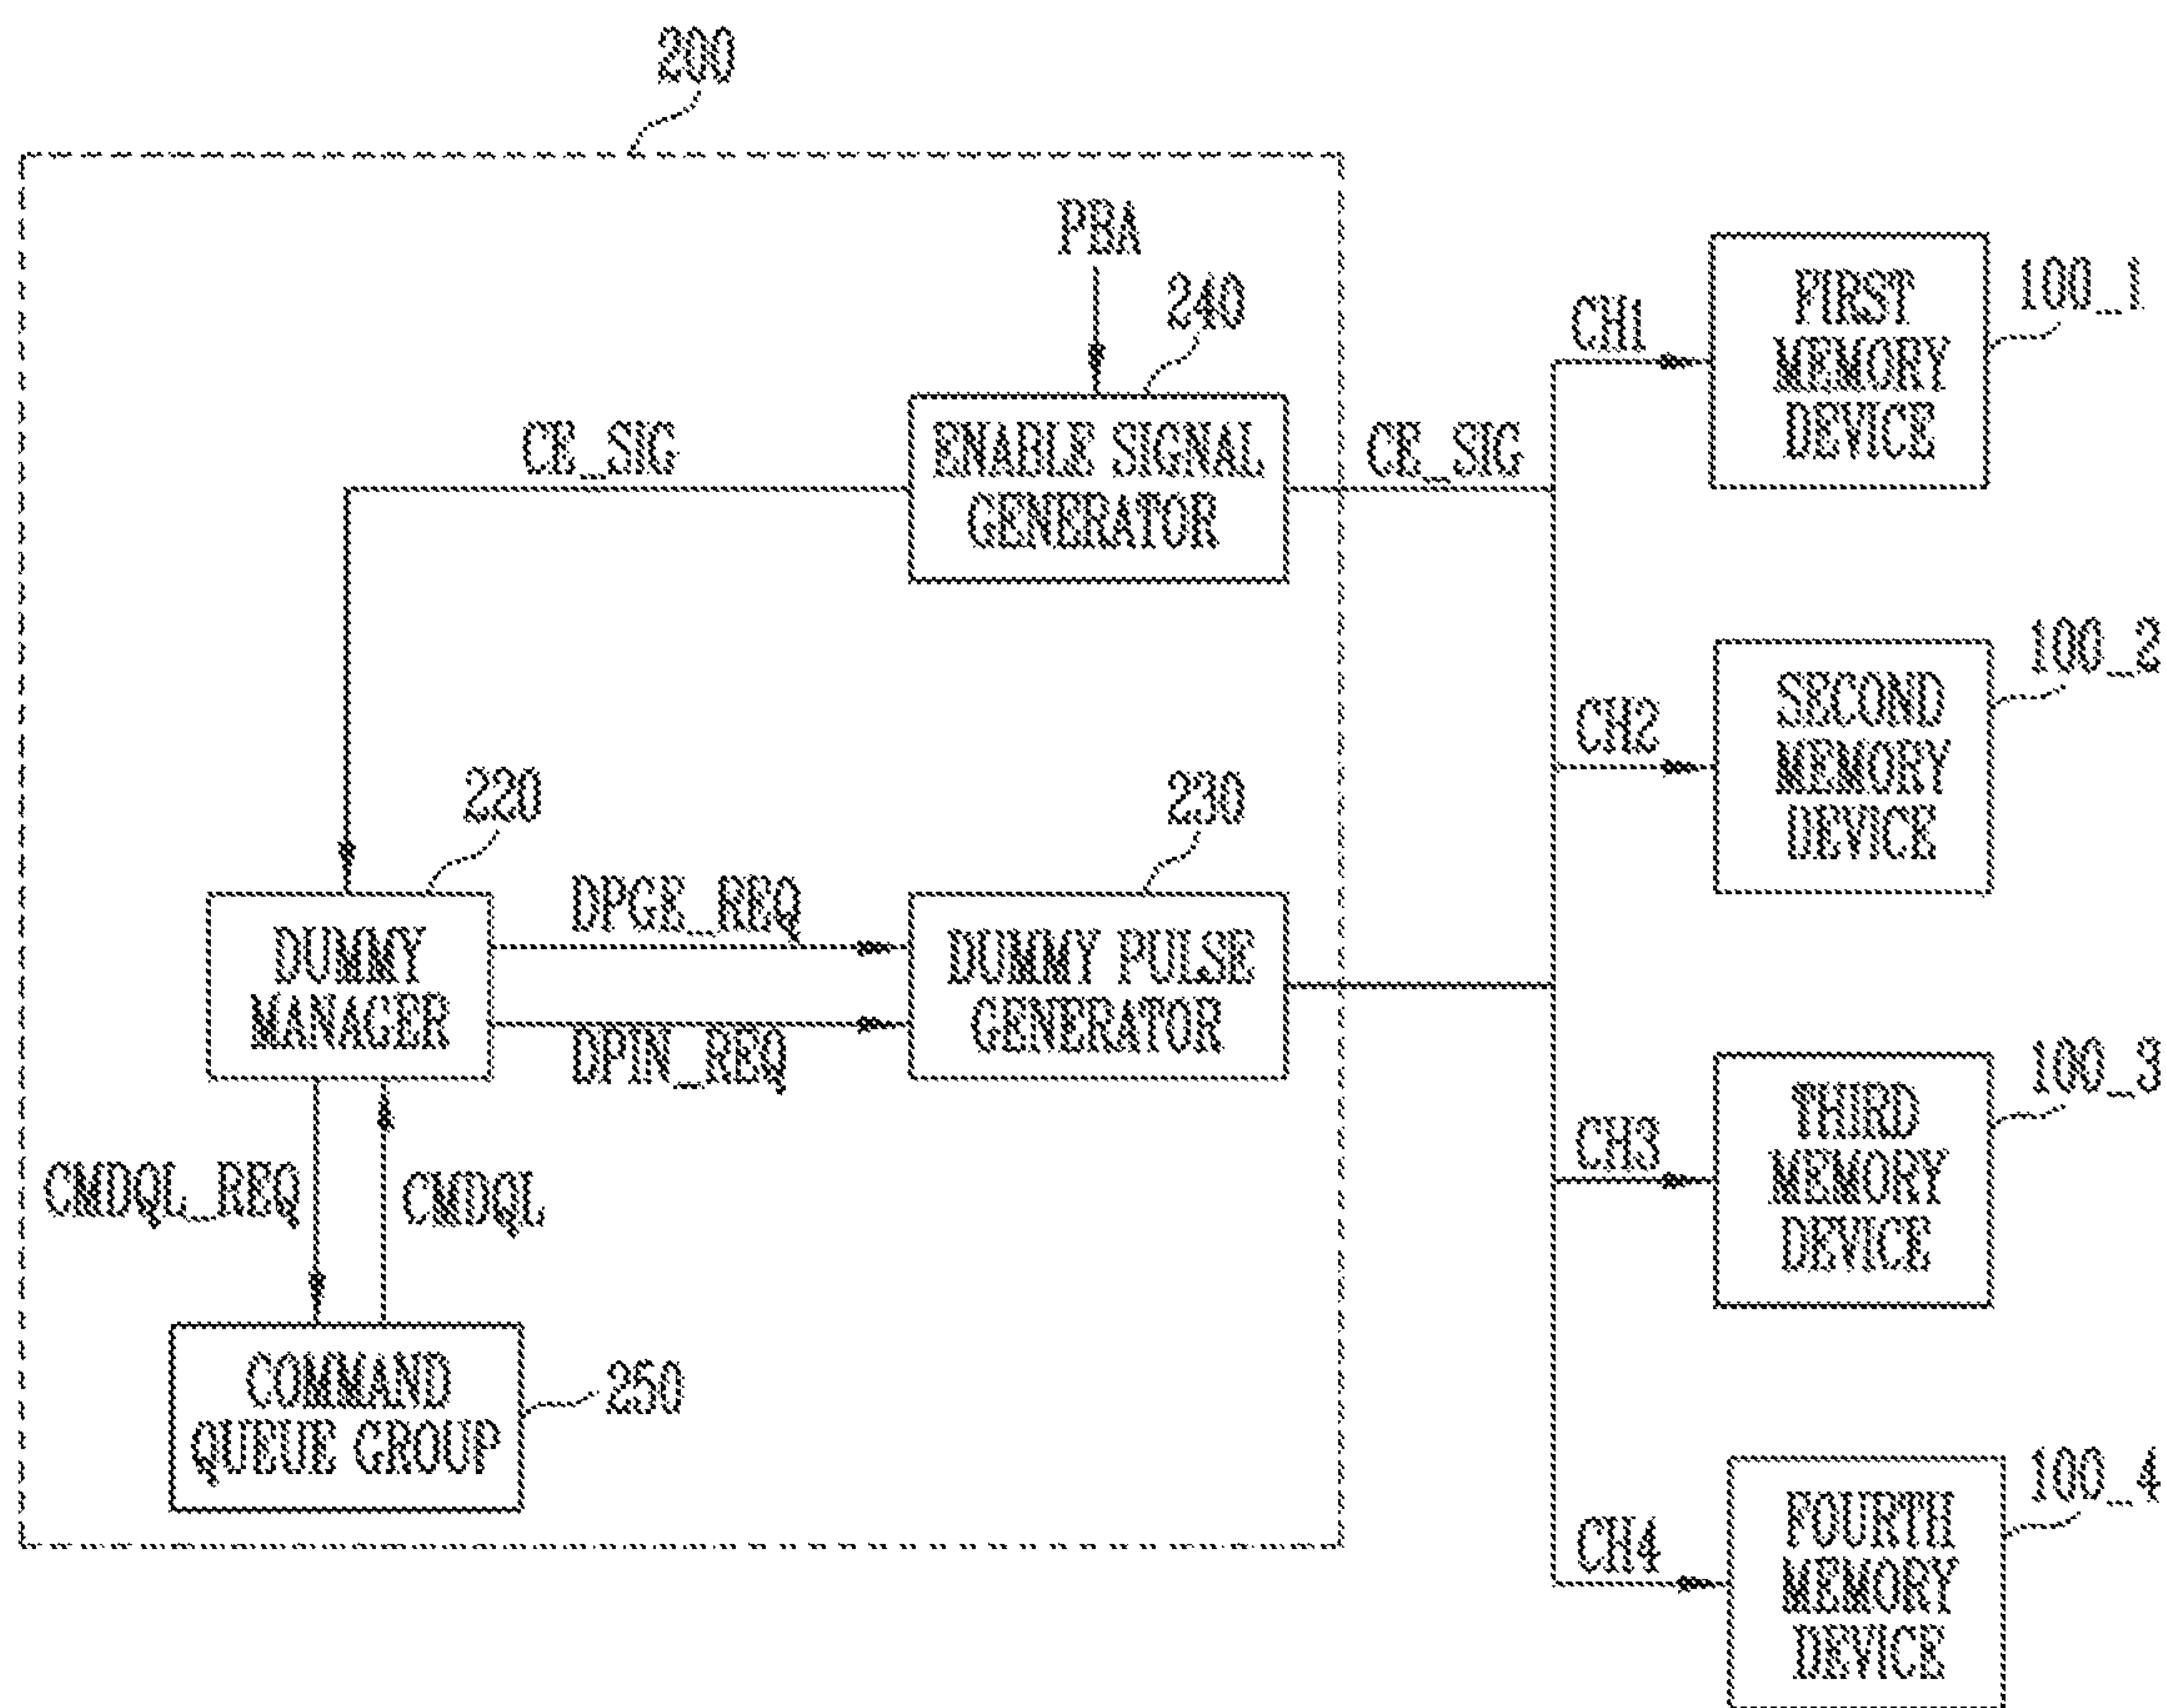 200
PBA
240
ENABLE SIGNAL
GENERATOR
CE_SIG
CE_SIG
CH1
FIRST
MEMORY
DEVICE
100_1
CH2
SECOND
MEMORY
DEVICE
100_2
220
DUMMY
MANAGER
DPGE_REQ
DPIN_REQ
230
DUMMY PULSE
GENERATOR
CH3
THIRD
MEMORY
DEVICE
100_3
CMDQL_REQ
CMDQL
COMMAND
QUEUE GROUP
250
CH4
FOURTH
MEMORY
DEVICE
100_4